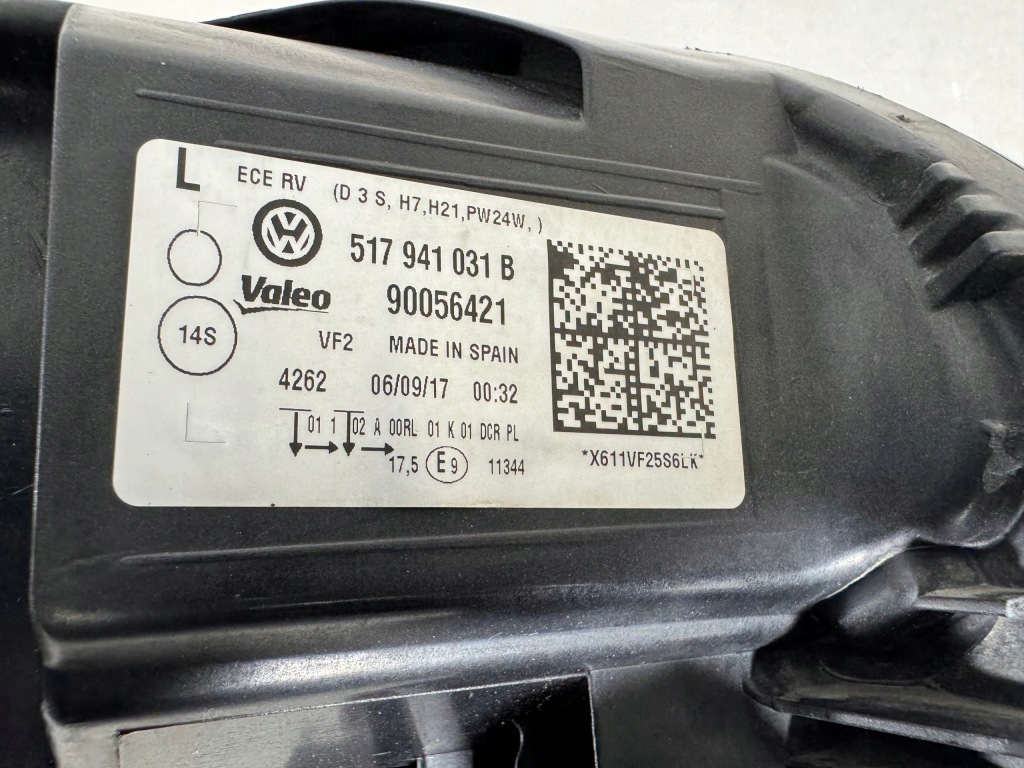 L ECE RV (D 3 S, H7,H21,PW24W, )
VW 517 941 031 B
Valeo 90056421
14S VF2 MADE IN SPAIN
4262 06/09/17 00:32
01 1 02 A 00RL 01 K 01 DCR PL
17,5 E9 11344
*X611VF25S6LK*